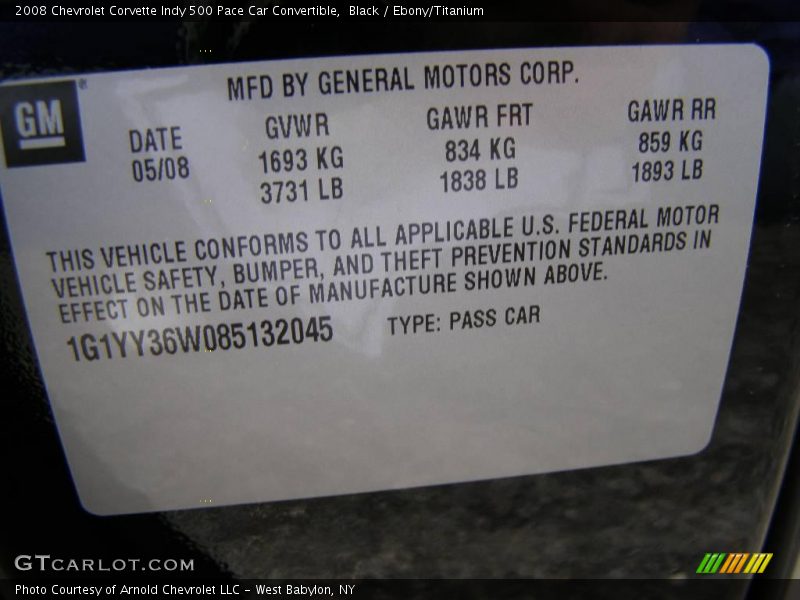 2008 Chevrolet Corvette Indy 500 Pace Car Convertible, Black / Ebony/Titanium
GM®
MFD BY GENERAL MOTORS CORP.
DATE GVWR GAWR FRT GAWR RR
05/08 1693 KG 834 KG 859 KG
3731 LB 1838 LB 1893 LB
THIS VEHICLE CONFORMS TO ALL APPLICABLE U.S. FEDERAL MOTOR
VEHICLE SAFETY, BUMPER, AND THEFT PREVENTION STANDARDS IN
EFFECT ON THE DATE OF MANUFACTURE SHOWN ABOVE.
1G1YY36W085132045 TYPE: PASS CAR
GTCARLOT.COM
Photo Courtesy of Arnold Chevrolet LLC - West Babylon, NY